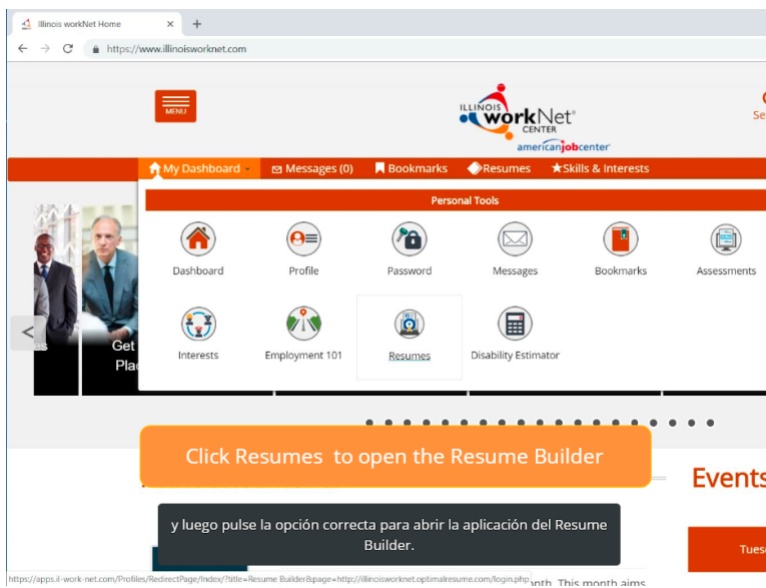 Illinois workNet Home
https://www.illinoisworknet.com
MENU
ILLINOIS
workNet®
CENTER
americanjobcenter
Se
My Dashboard
Messages (0)
Bookmarks
Resumes
Skills & Interests
Personal Tools
Dashboard
Profile
Password
Messages
Bookmarks
Assessments
Interests
Employment 101
Resumes
Disability Estimator
es
Get
Pla
Click Resumes to open the Resume Builder
Events
y luego pulse la opción correcta para abrir la aplicación del Resume
Builder.
Tues
https://apps.il-work-net.com/Profiles/RedirectPage/Index/?title=Resume Builder&page=http://illinoisworknet.optimalresume.com/login.php
onth. This month aims